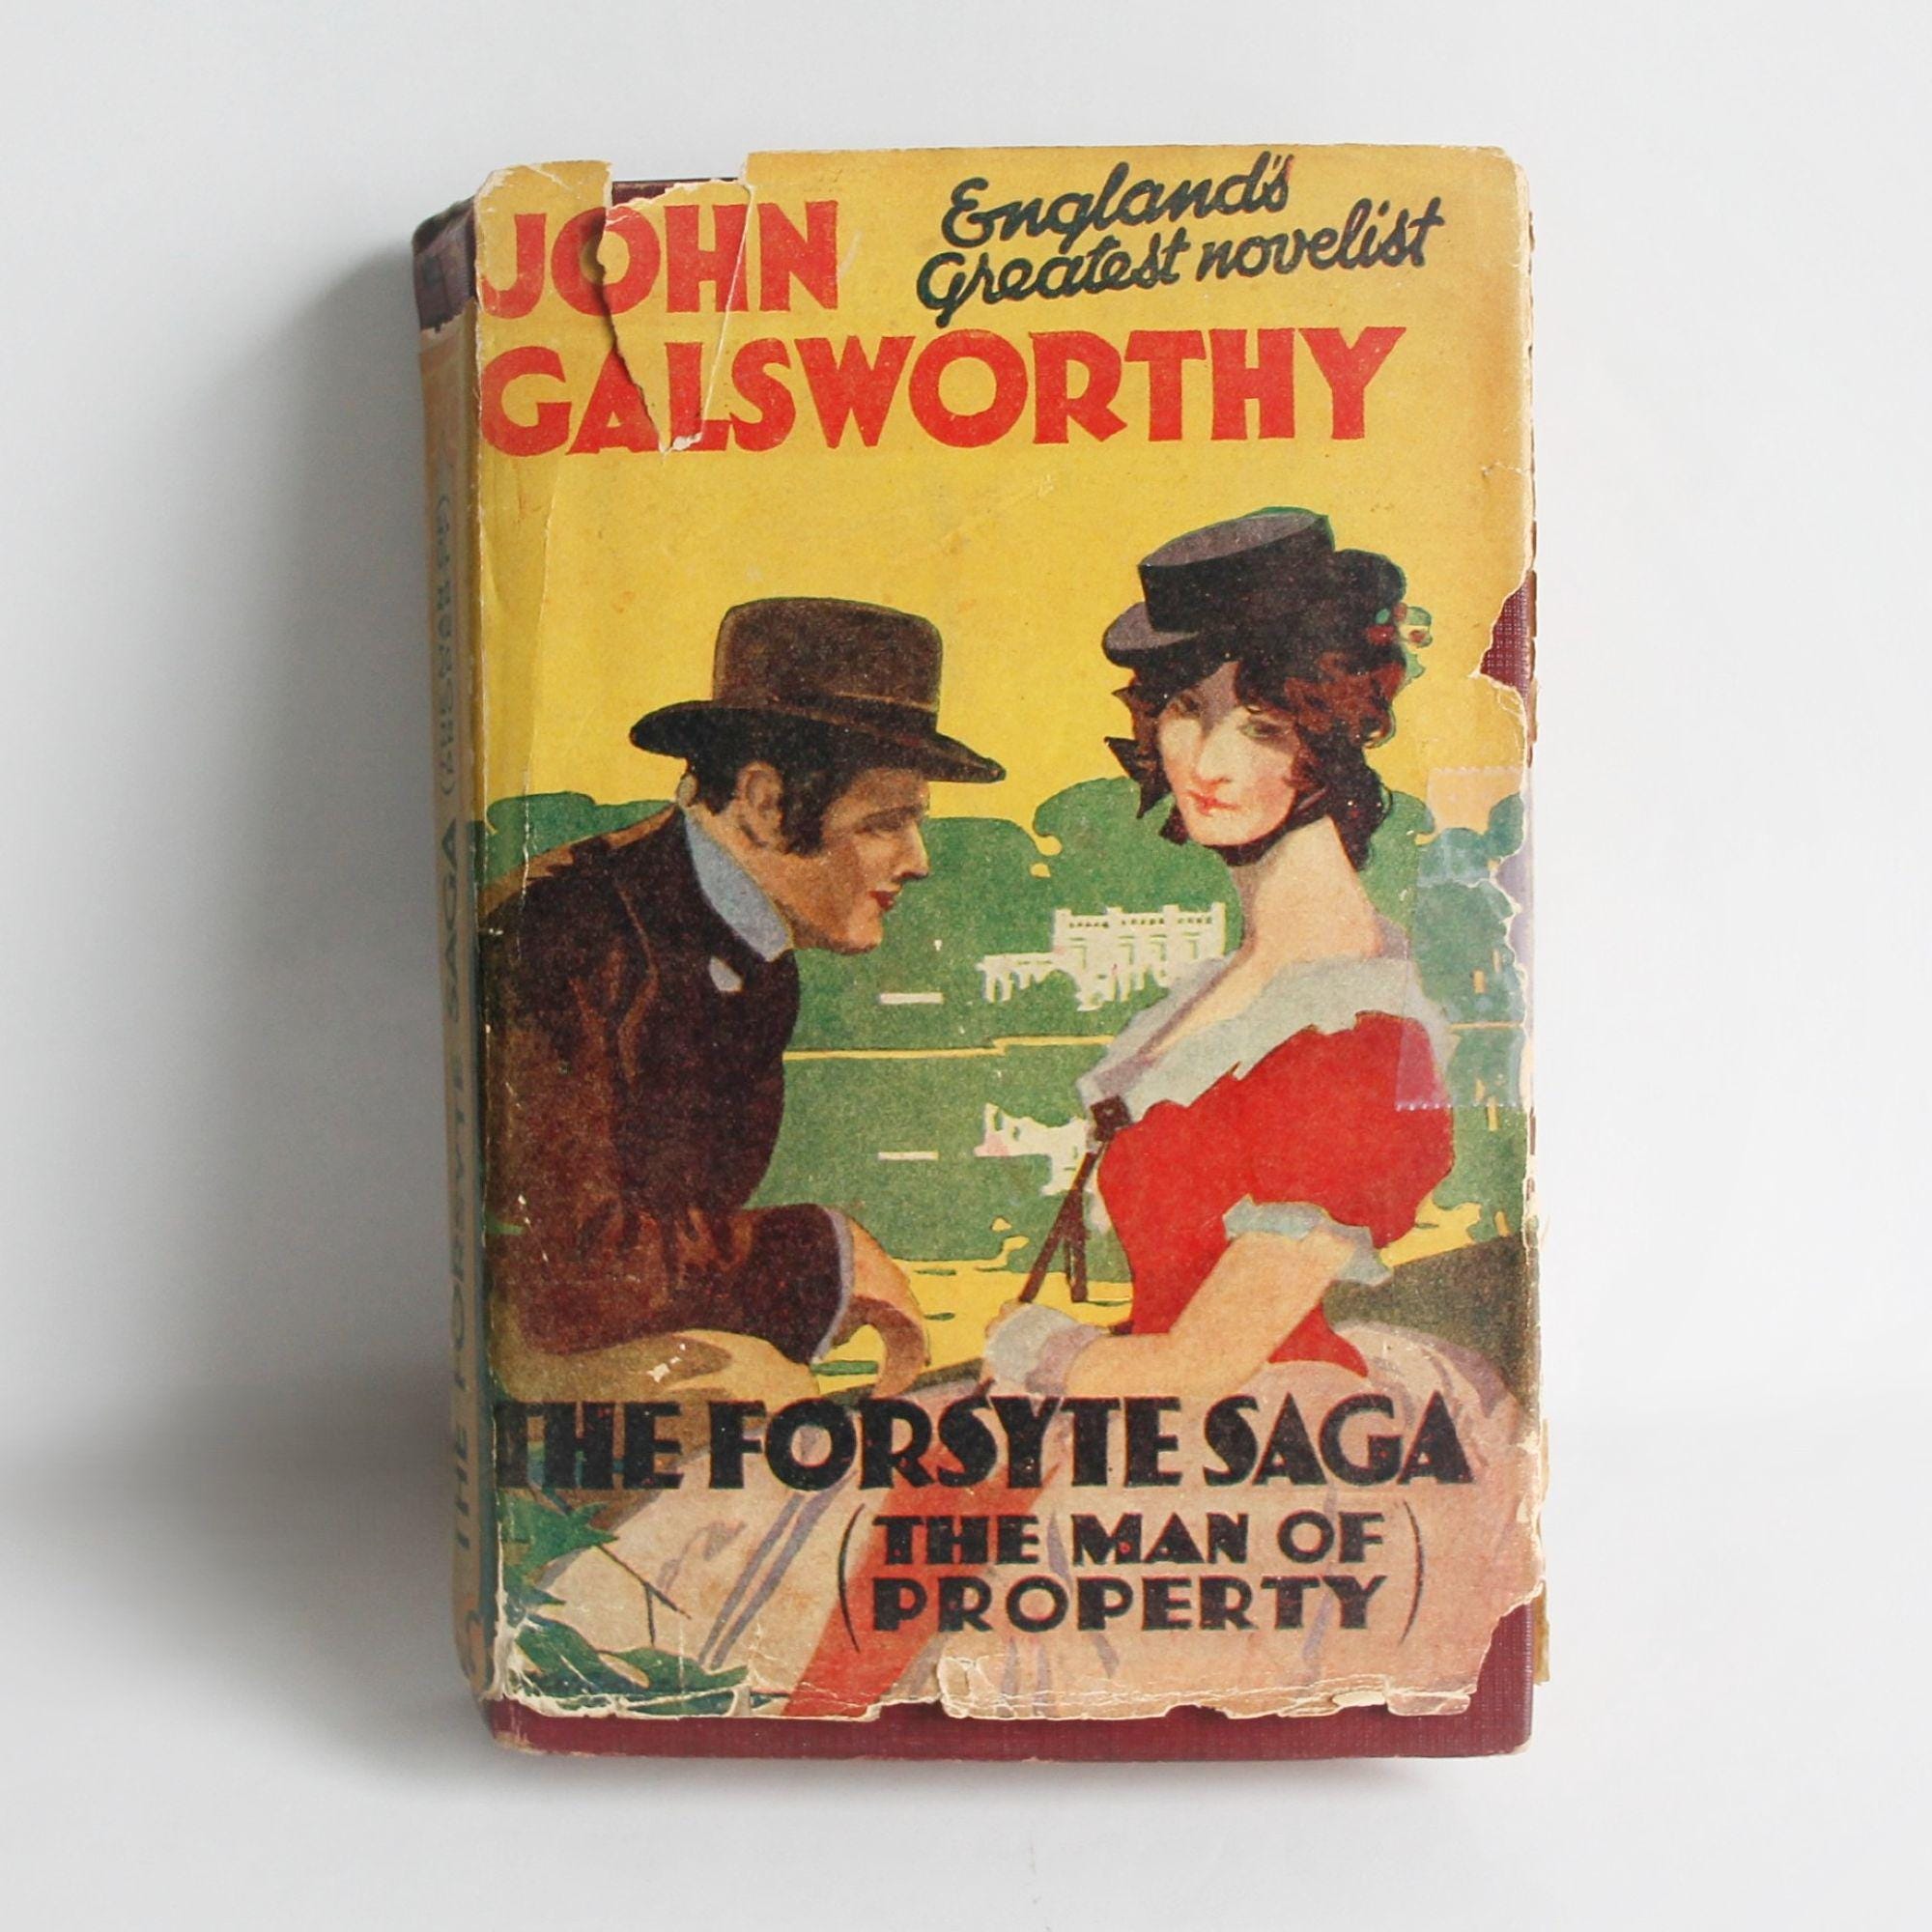 JOHN
England's
Greatest novelist
GALSWORTHY
THE FORSYTE SAGA
(THE MAN OF
PROPERTY)
THE FORSYTE SAGA